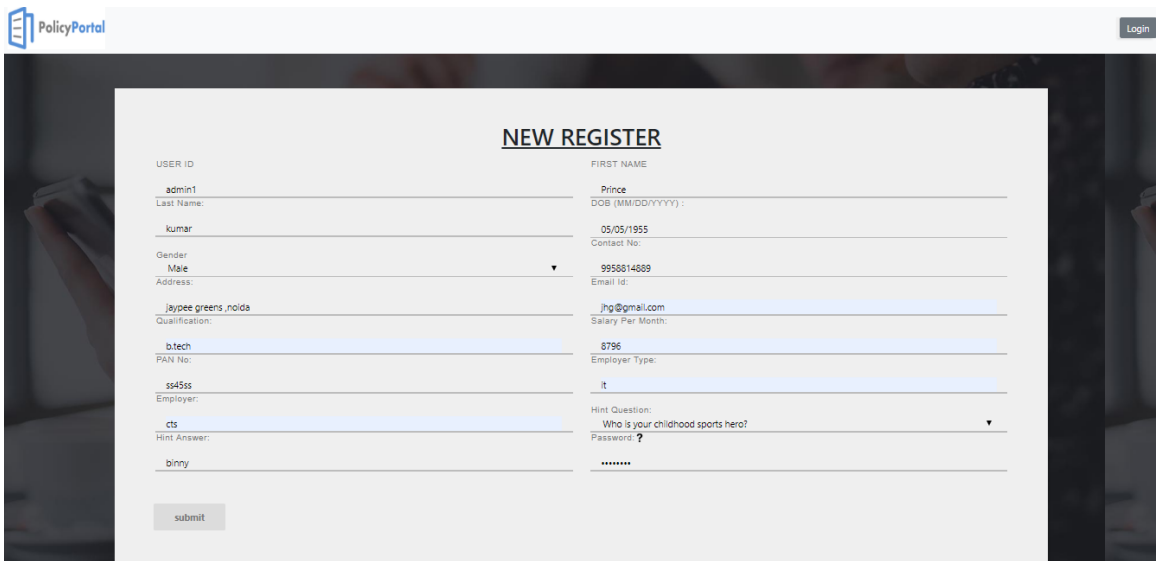 PolicyPortal
Login
NEW REGISTER
USER ID FIRST NAME
admin1 Prince
Last Name: DOB (MM/DD/YYYY) :
kumar 05/05/1955
Gender Contact No:
Male 9958814889
Address: Email Id:
jaypee greens ,noida jhg@gmail.com
Qualification: Salary Per Month:
b.tech 8796
PAN No: Employer Type:
ss45ss it
Employer: Hint Question:
cts Who is your childhood sports hero?
Hint Answer: Password: ?
binny ••••••••
submit